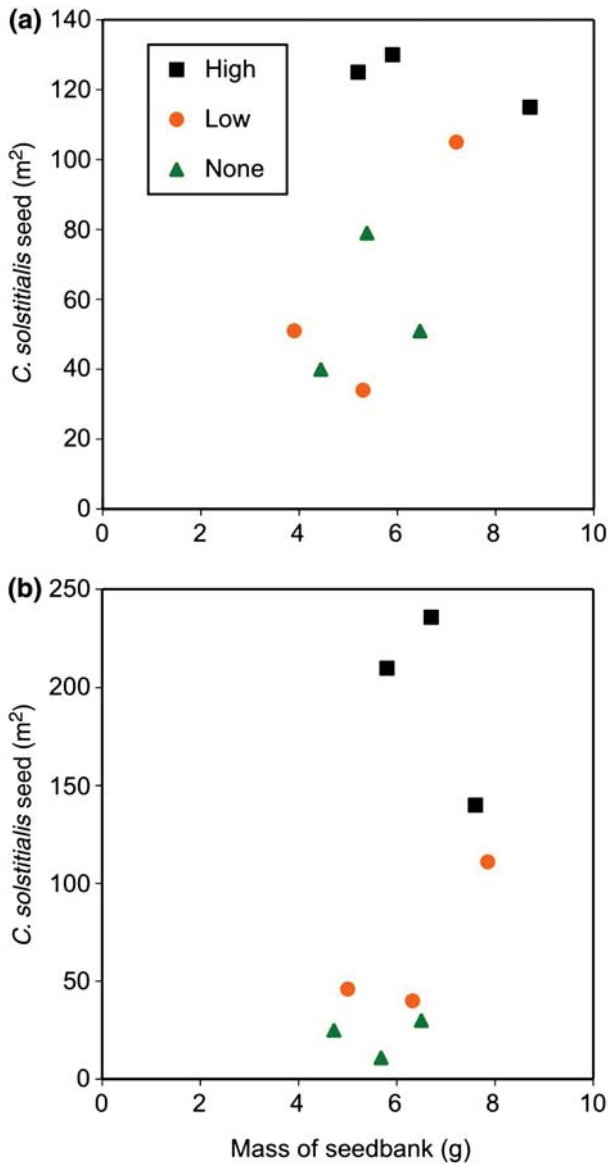 (a)
140
120
100
80
60
40
20
0
C. solstitialis seed (m²)
High
Low
None
0 2 4 6 8 10
(b)
250
200
150
100
50
0
C. solstitialis seed (m²)
0 2 4 6 8 10
Mass of seedbank (g)